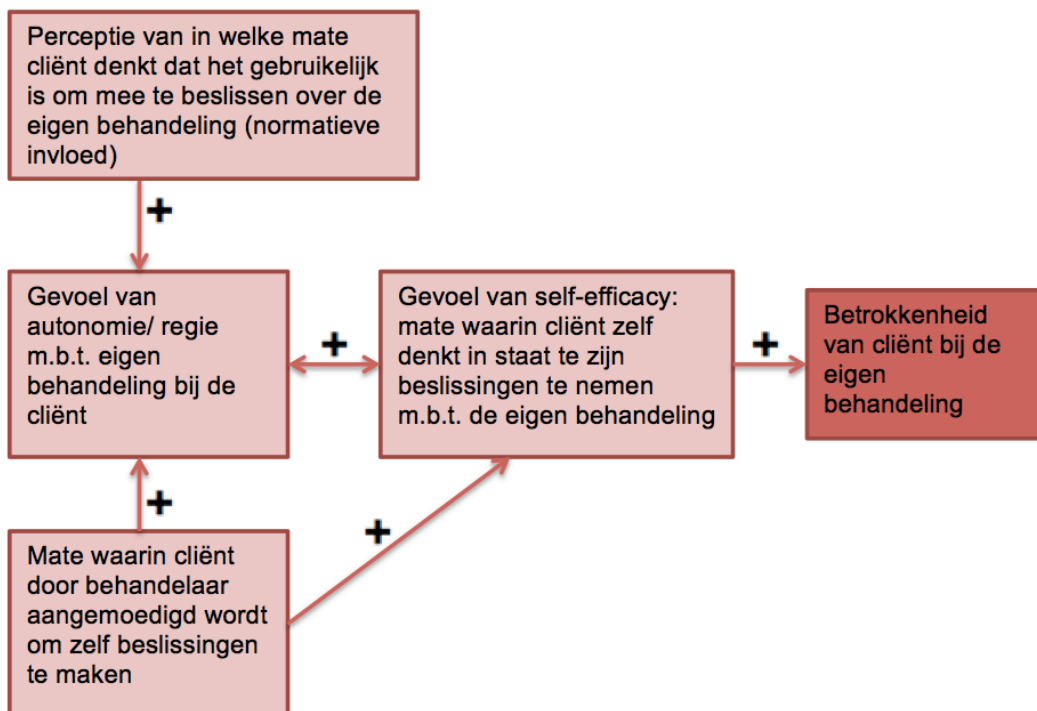 Perceptie van in welke mate
cliënt denkt dat het gebruikelijk
is om mee te beslissen over de
eigen behandeling (normatieve
invloed)
+
Gevoel van
autonomie/ regie
m.b.t. eigen
behandeling bij de
cliënt
+
Gevoel van self-efficacy:
mate waarin cliënt zelf
denkt in staat te zijn
beslissingen te nemen
m.b.t. de eigen behandeling
+
Betrokkenheid
van cliënt bij de
eigen
behandeling
+
+
Mate waarin cliënt
door behandelaar
aangemoedigd wordt
om zelf beslissingen
te maken